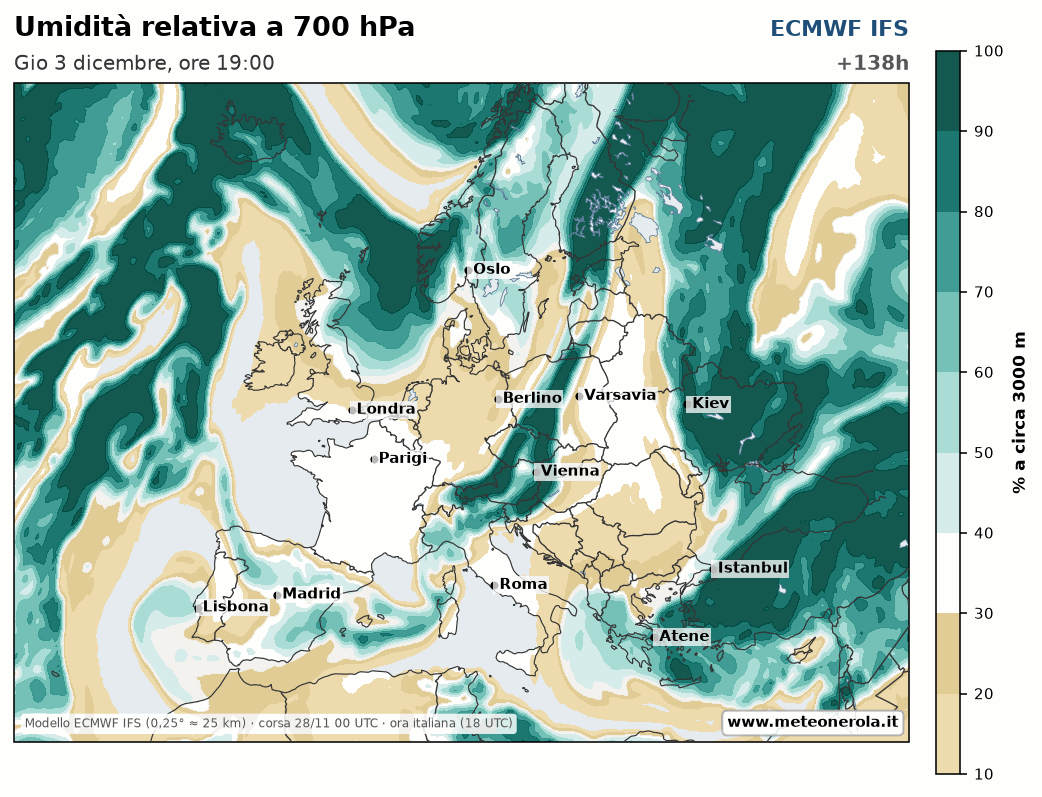 Umidità relativa a 700 hPa
ECMWF IFS
Gio 3 dicembre, ore 19:00
+138h
100
90
80
70
60
50
40
30
20
10
% a circa 3000 m
Oslo
Berlino
Varsavia
Kiev
Londra
Parigi
Vienna
Istanbul
Roma
Madrid
Lisbona
Atene
Modello ECMWF IFS (0,25° ≈ 25 km) · corsa 28/11 00 UTC · ora italiana (18 UTC)
www.meteonerola.it